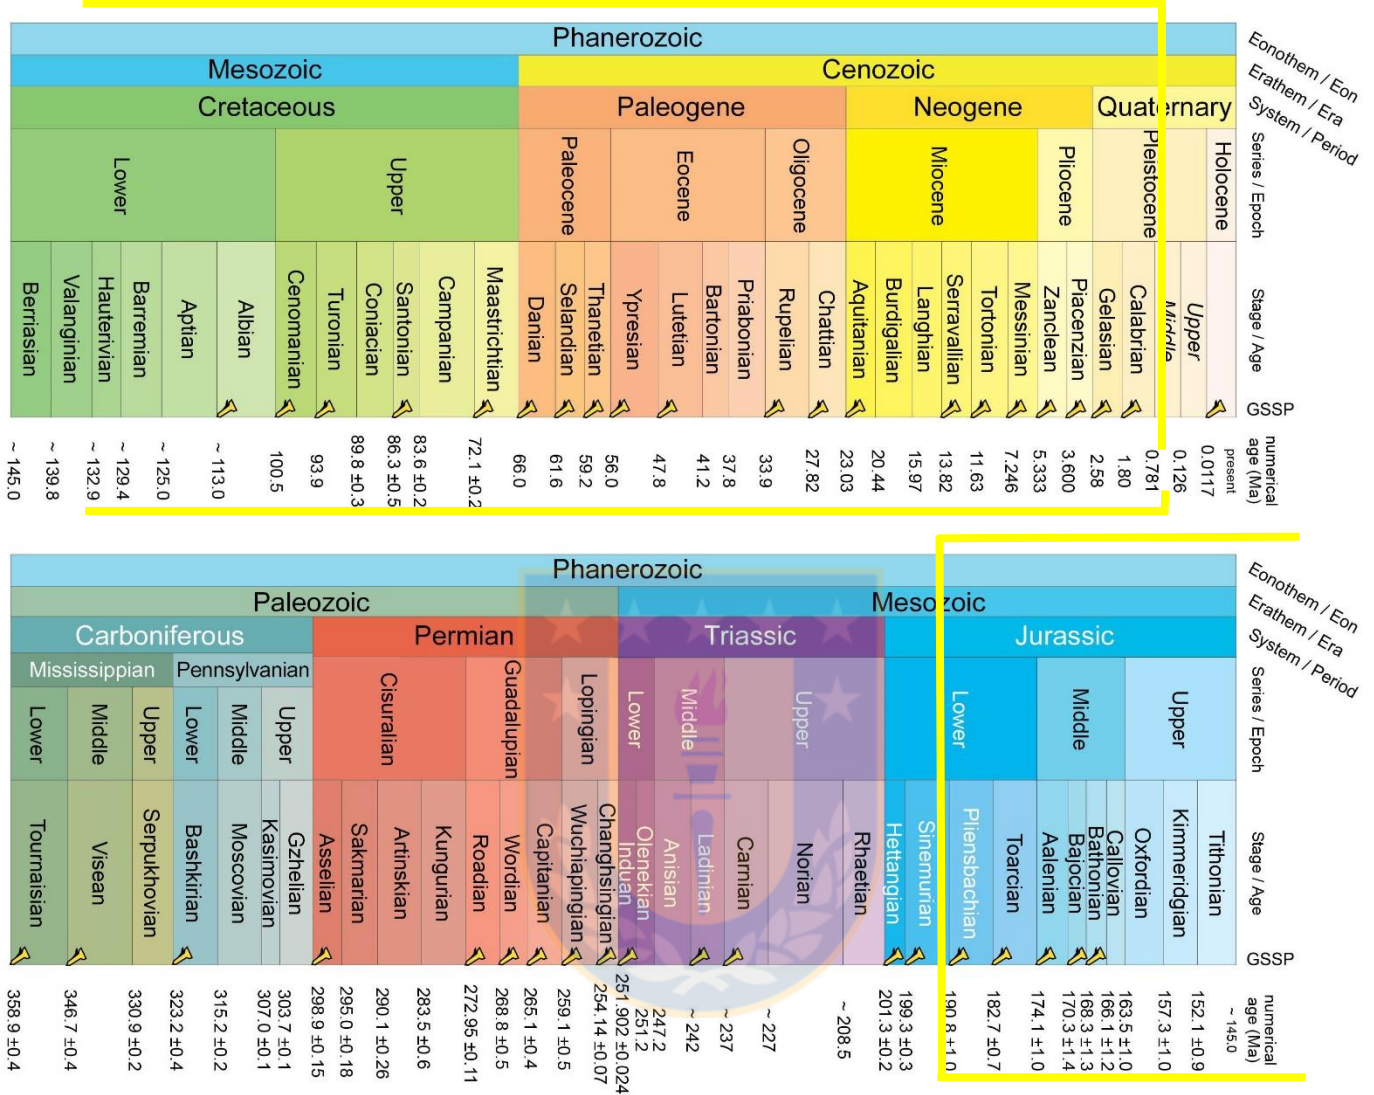 Phanerozoic
Eonothem / Eon
Mesozoic Cenozoic
Erathem / Era
Cretaceous Paleogene Neogene Quaternary
System / Period
Lower Upper Paleocene Eocene Oligocene Miocene Pliocene Pleistocene Holocene
Series / Epoch
Berriasian Valanginian Hauterivian Barremian Aptian Albian Cenomanian Turonian Coniacian Santonian Campanian Maastrichtian Danian Selandian Thanetian Ypresian Lutetian Bartonian Priabonian Rupelian Chattian Aquitanian Burdigalian Langhian Serravallian Tortonian Messinian Zanclean Piacenzian Gelasian Calabrian Middle Upper
Stage / Age
GSSP
~ 145.0 ~ 139.8 ~ 132.9 ~ 129.4 ~ 125.0 ~ 113.0 100.5 93.9 89.8 ±0.3 86.3 ±0.5 83.6 ±0.2 72.1 ±0.2 66.0 61.6 59.2 56.0 47.8 41.2 37.8 33.9 27.82 23.03 20.44 15.97 13.82 11.63 7.246 5.333 3.600 2.58 1.80 0.781 0.126 0.0117 present
numerical
age (Ma)
Phanerozoic
Eonothem / Eon
Paleozoic Mesozoic
Erathem / Era
Carboniferous Permian Triassic Jurassic
System / Period
Mississippian Pennsylvanian
Lower Middle Upper Lower Middle Upper Cisuralian Guadalupian Lopingian Lower Middle Upper Lower Middle Upper
Series / Epoch
Tournaisian Visean Serpukhovian Bashkirian Moscovian Kasimovian Gzhelian Asselian Sakmarian Artinskian Kungurian Roadian Wordian Capitanian Wuchiapingian Changhsingian Induan Olenekian Anisian Ladinian Carnian Norian Rhaetian Hettangian Sinemurian Pliensbachian Toarcian Aalenian Bajocian Bathonian Callovian Oxfordian Kimmeridgian Tithonian
Stage / Age
GSSP
358.9 ±0.4 346.7 ±0.4 330.9 ±0.2 323.2 ±0.4 315.2 ±0.2 307.0 ±0.1 303.7 ±0.1 298.9 ±0.15 295.0 ±0.18 290.1 ±0.26 283.5 ±0.6 272.95 ±0.11 268.8 ±0.5 265.1 ±0.4 259.1 ±0.5 254.14 ±0.07 251.902 ±0.024 251.2 247.2 ~ 242 ~ 237 ~ 227 ~ 208.5 201.3 ±0.2 199.3 ±0.3 190.8 ±1.0 182.7 ±0.7 174.1 ±1.0 170.3 ±1.4 168.3 ±1.3 166.1 ±1.2 163.5 ±1.0 157.3 ±1.0 152.1 ±0.9 ~ 145.0
numerical
age (Ma)